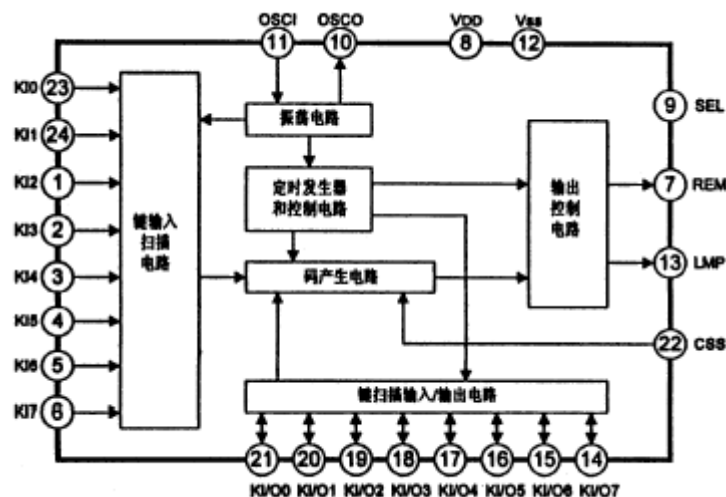 OSCI OSCO VDD Vss
11 10 8 12
KI0 23
KI1 24
KI2 1
KI3 2
KI4 3
KI5 4
KI6 5
KI7 6
键输入
扫描
电路
振荡电路
定时发生器
和控制电路
码产生电路
输出
控制
电路
9 SEL
7 REM
13 LMP
22 CSS
键扫描输入/输出电路
21 20 19 18 17 16 15 14
KI/O0 KI/O1 KI/O2 KI/O3 KI/O4 KI/O5 KI/O6 KI/O7